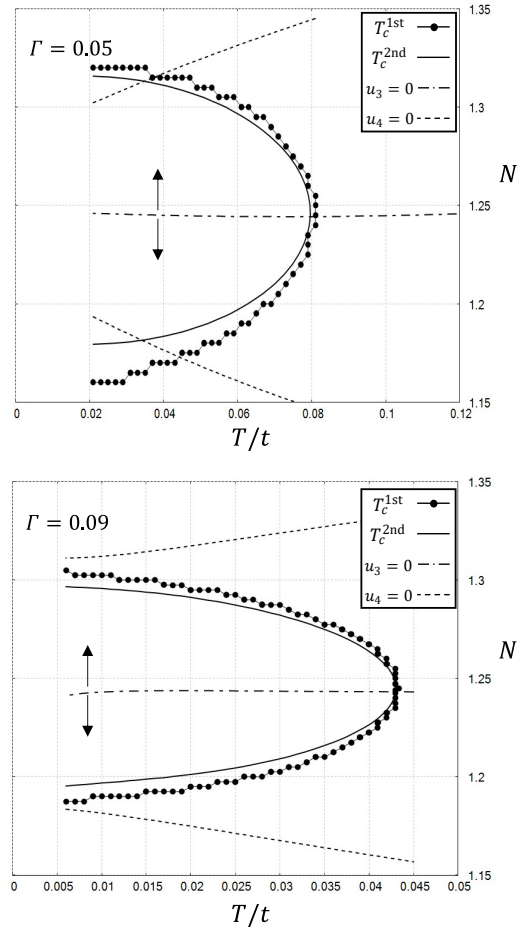 1.35
Γ = 0.05
T_c^{1st}
T_c^{2nd}
u_3 = 0
u_4 = 0
1.3
N
1.25
1.2
1.15
0 0.02 0.04 0.06 0.08 0.1 0.12
T/t
1.35
Γ = 0.09
T_c^{1st}
T_c^{2nd}
u_3 = 0
u_4 = 0
1.3
N
1.25
1.2
1.15
0 0.005 0.01 0.015 0.02 0.025 0.03 0.035 0.04 0.045 0.05
T/t